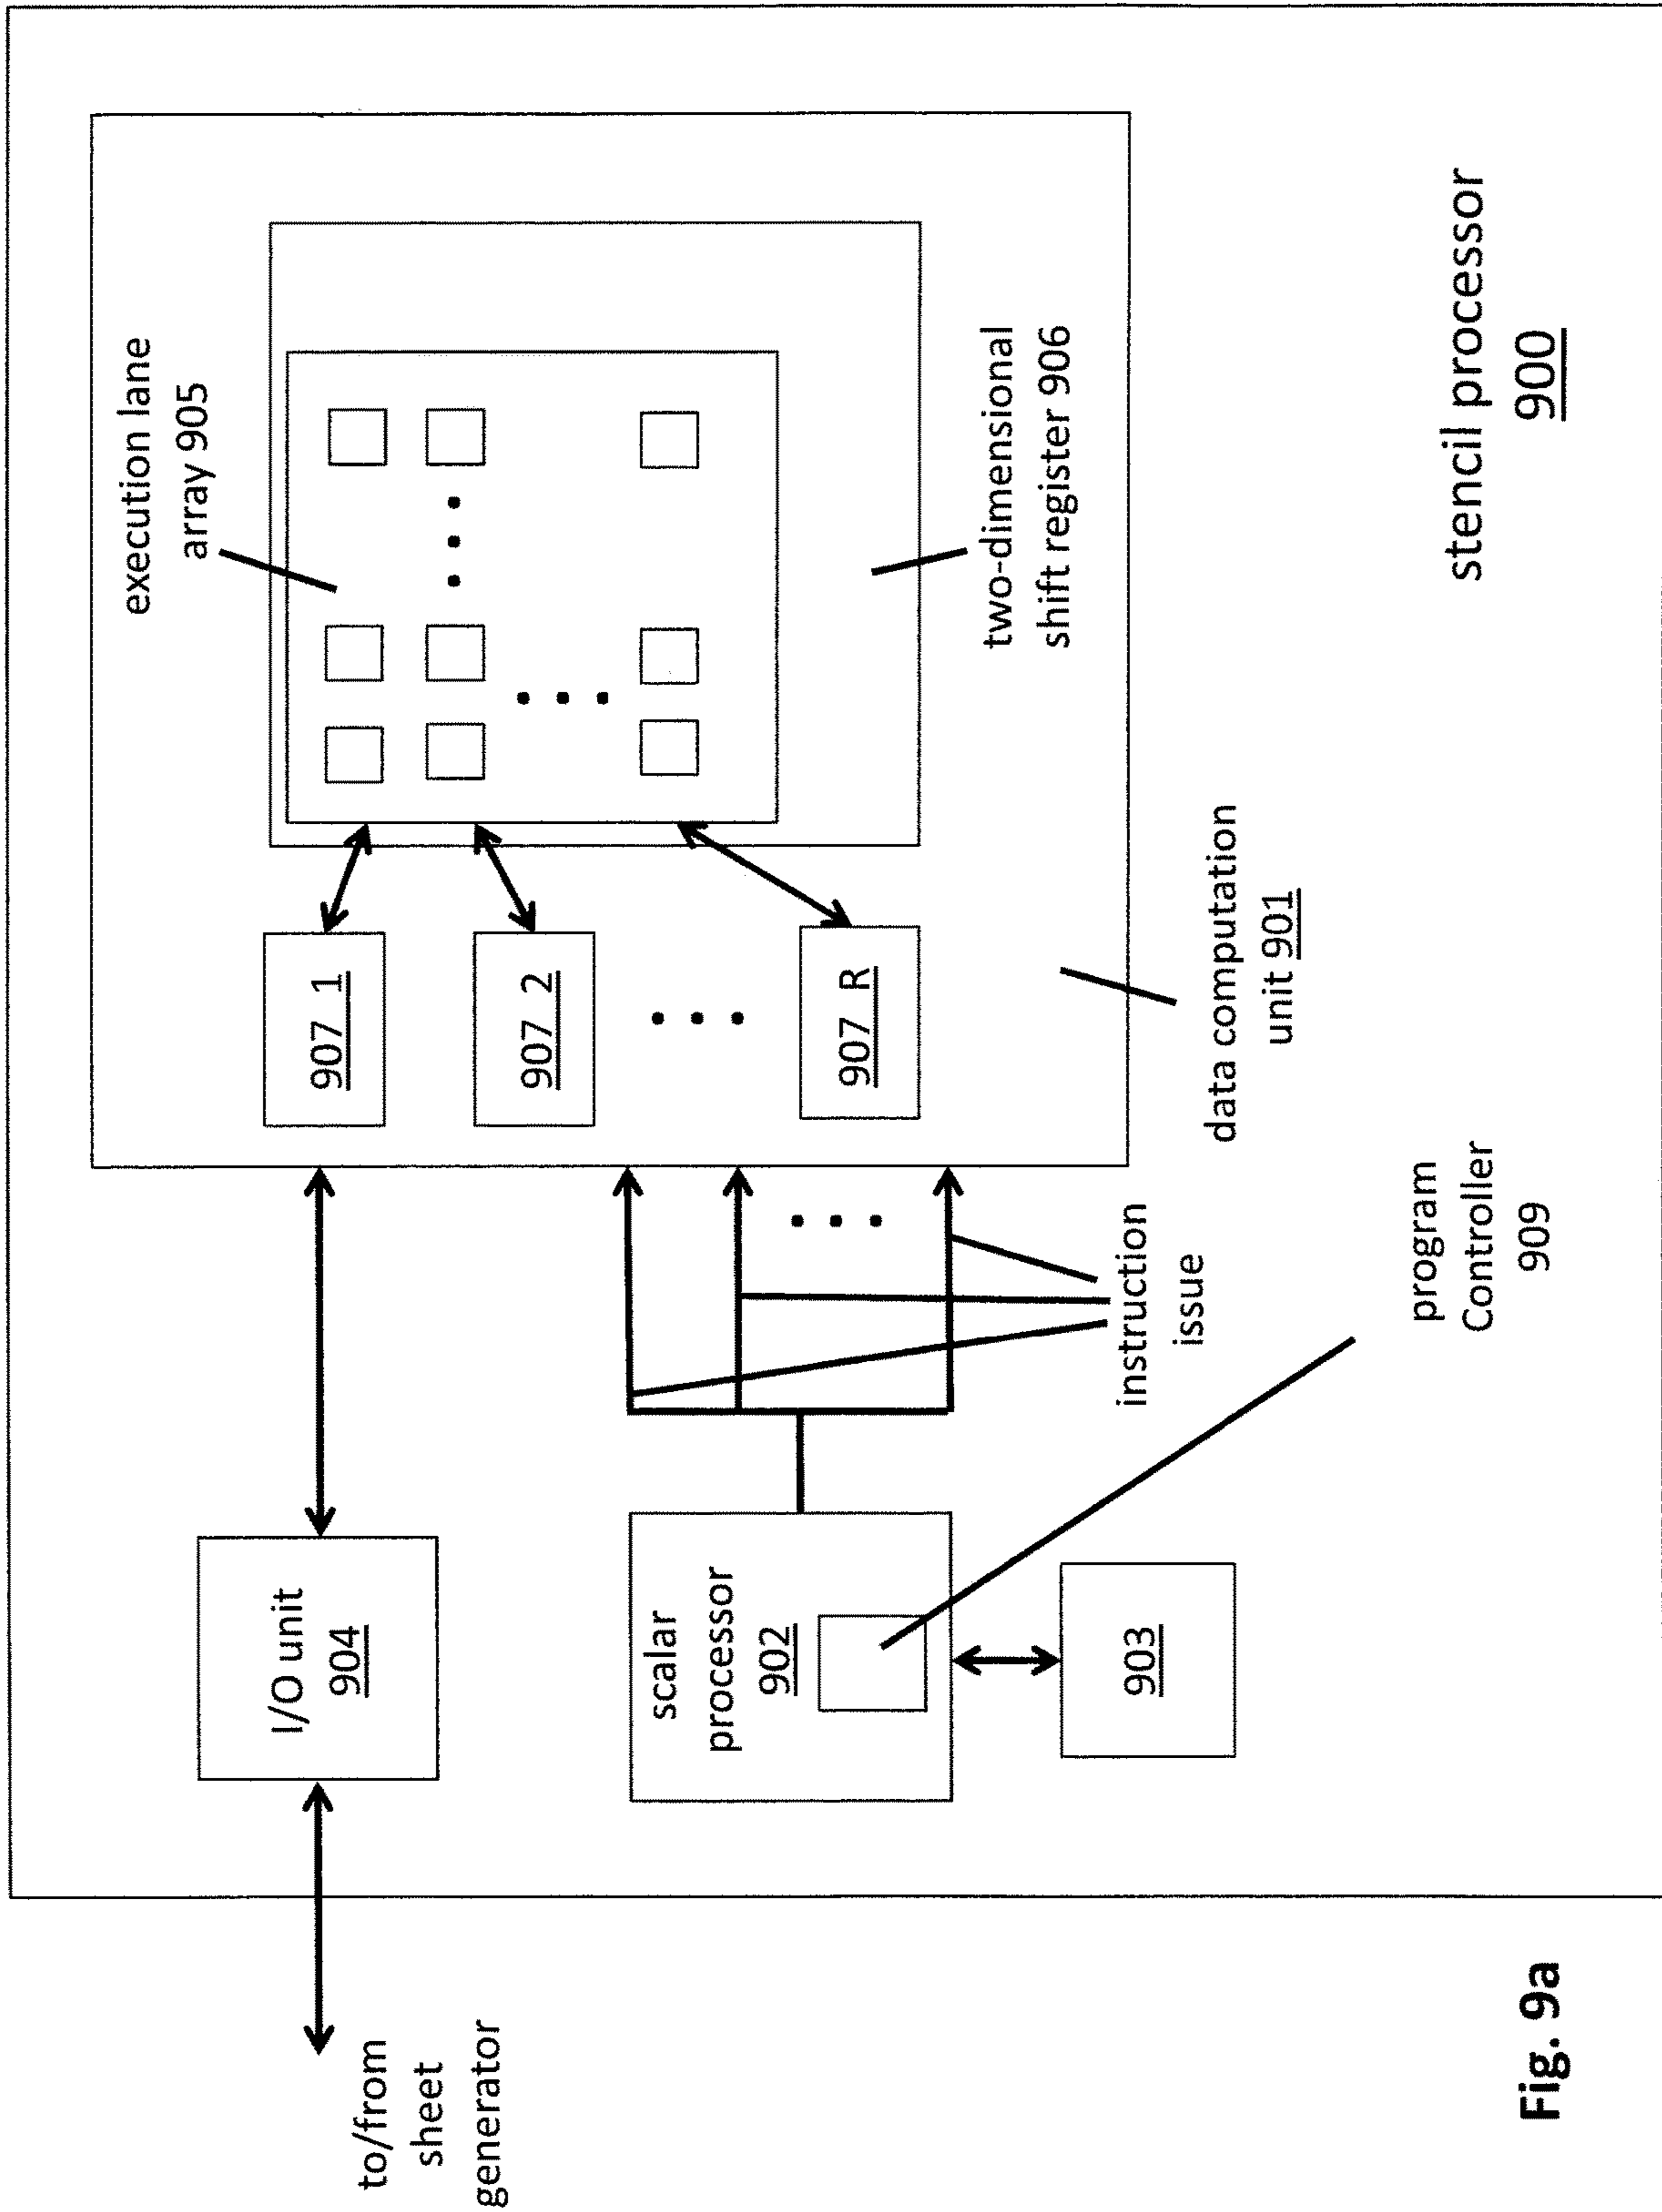 execution lane
array 905
907_1
907_2
907_R
two-dimensional
shift register 906
data computation
unit 901
I/O unit
904
to/from
sheet
generator
scalar
processor
902
903
instruction
issue
program
Controller
909
stencil processor
900
Fig. 9a